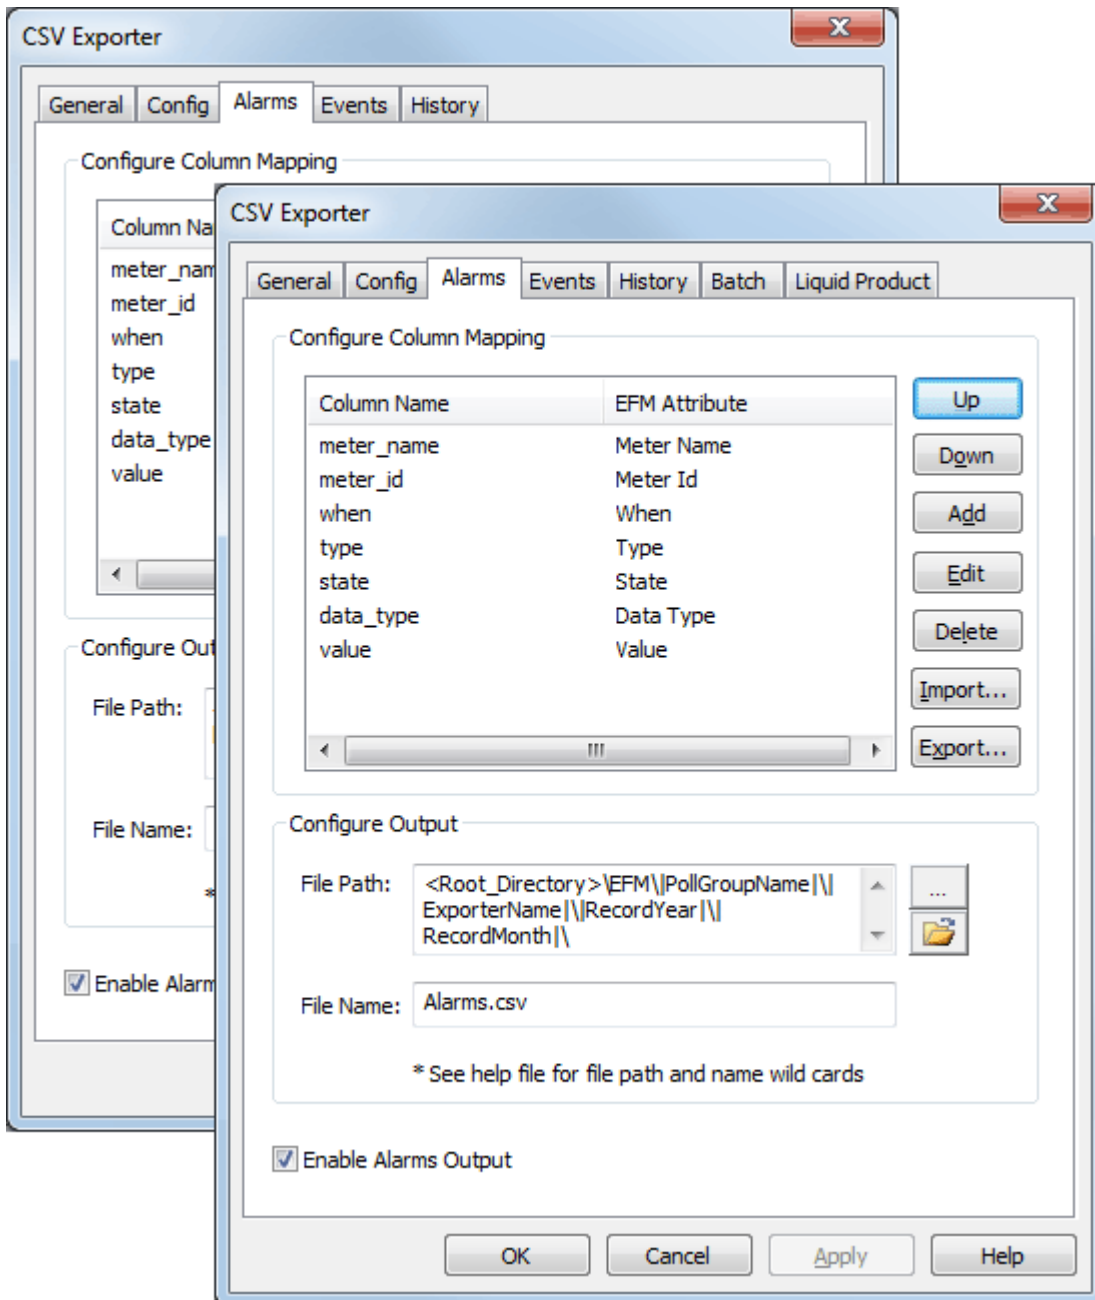 CSV Exporter
General Config Alarms Events History
Configure Column Mapping
Column Na
meter_nam
meter_id
when
type
state
data_type
value
Configure Out
File Path:
File Name:
*
Enable Alarm
CSV Exporter
General Config Alarms Events History Batch Liquid Product
Configure Column Mapping
Column Name EFM Attribute
meter_name Meter Name
meter_id Meter Id
when When
type Type
state State
data_type Data Type
value Value
Up
Down
Add
Edit
Delete
Import...
Export...
Configure Output
File Path: <Root_Directory>\EFM\|PollGroupName|\|
ExporterName|\|RecordYear|\|
RecordMonth|\
...
File Name: Alarms.csv
* See help file for file path and name wild cards
Enable Alarms Output
OK Cancel Apply Help